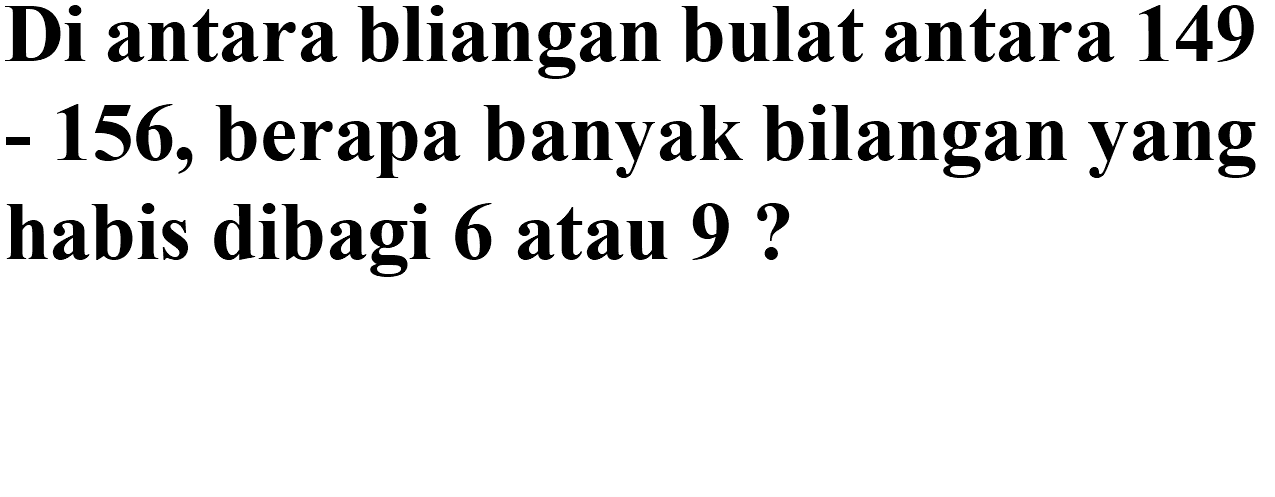 Di antara bliangan bulat antara 149
- 156, berapa banyak bilangan yang
habis dibagi 6 atau 9 ?